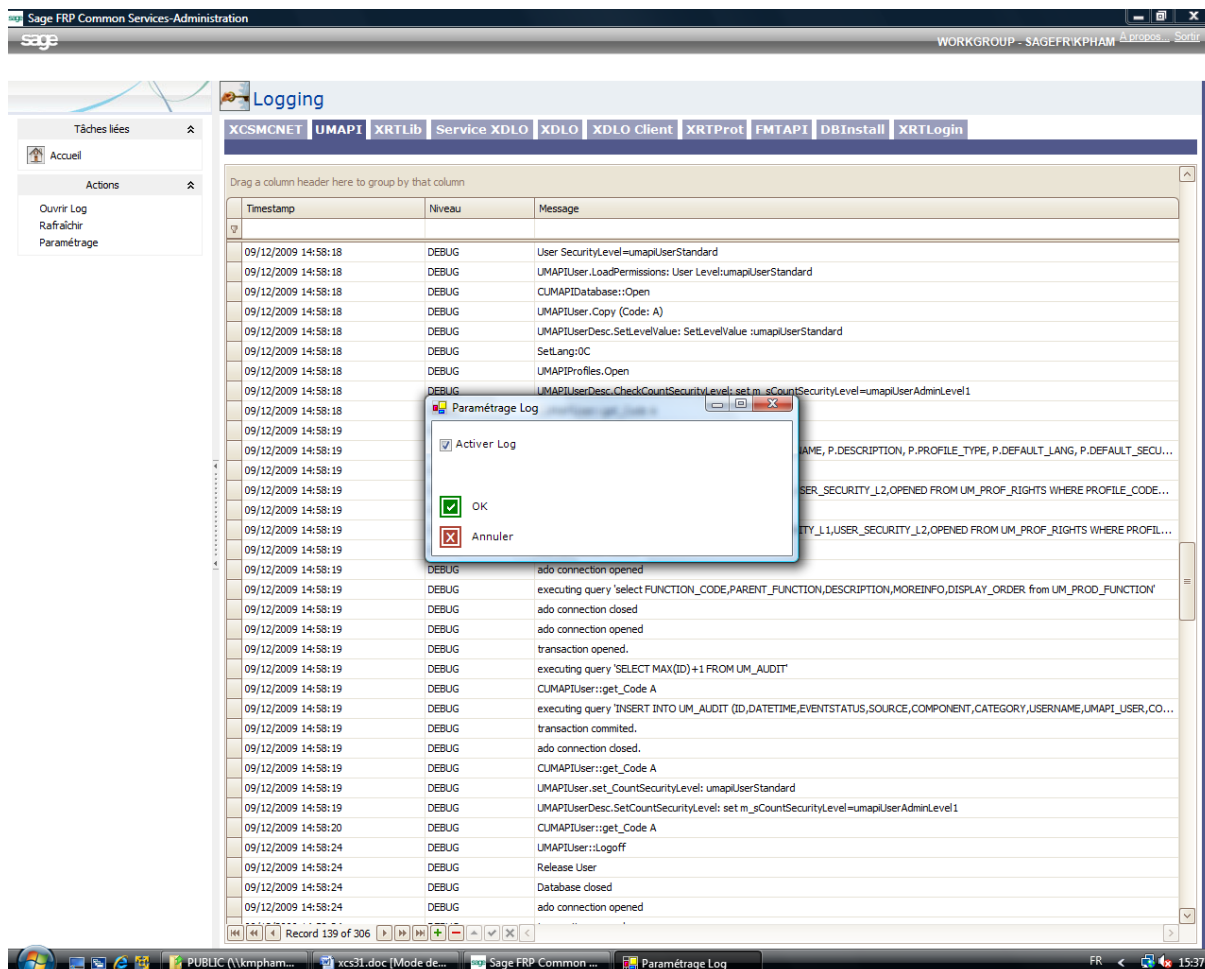 sage Sage FRP Common Services-Administration
sage WORKGROUP - SAGEFR\KPHAM A propos... Sortir
Logging
Tâches liées
Accueil
Actions
Ouvrir Log
Rafraîchir
Paramétrage
XCSMCNET UMAPI XRTLib Service XDLO XDLO XDLO Client XRTProt FMTAPI DBInstall XRTLogin
Drag a column header here to group by that column
Timestamp Niveau Message
09/12/2009 14:58:18 DEBUG User SecurityLevel=umapiUserStandard
09/12/2009 14:58:18 DEBUG UMAPIUser.LoadPermissions: User Level:umapiUserStandard
09/12/2009 14:58:18 DEBUG CUMAPIDatabase::Open
09/12/2009 14:58:18 DEBUG UMAPIUser.Copy (Code: A)
09/12/2009 14:58:18 DEBUG UMAPIUserDesc.SetLevelValue: SetLevelValue :umapiUserStandard
09/12/2009 14:58:18 DEBUG SetLang:0C
09/12/2009 14:58:18 DEBUG UMAPIProfiles.Open
09/12/2009 14:58:18 DEBUG UMAPIUserDesc.CheckCountSecurityLevel: set m_sCountSecurityLevel=umapiUserAdminLevel1
09/12/2009 14:58:18
09/12/2009 14:58:19
09/12/2009 14:58:19 NAME, P.DESCRIPTION, P.PROFILE_TYPE, P.DEFAULT_LANG, P.DEFAULT_SECU...
09/12/2009 14:58:19
09/12/2009 14:58:19 SER_SECURITY_L2,OPENED FROM UM_PROF_RIGHTS WHERE PROFILE_CODE...
09/12/2009 14:58:19
09/12/2009 14:58:19 ITY_L1,USER_SECURITY_L2,OPENED FROM UM_PROF_RIGHTS WHERE PROFIL...
09/12/2009 14:58:19
Paramétrage Log
Activer Log
OK
Annuler
09/12/2009 14:58:19 DEBUG ado connection opened
09/12/2009 14:58:19 DEBUG executing query 'select FUNCTION_CODE,PARENT_FUNCTION,DESCRIPTION,MOREINFO,DISPLAY_ORDER from UM_PROD_FUNCTION'
09/12/2009 14:58:19 DEBUG ado connection closed
09/12/2009 14:58:19 DEBUG ado connection opened
09/12/2009 14:58:19 DEBUG transaction opened.
09/12/2009 14:58:19 DEBUG executing query 'SELECT MAX(ID)+1 FROM UM_AUDIT'
09/12/2009 14:58:19 DEBUG CUMAPIUser::get_Code A
09/12/2009 14:58:19 DEBUG executing query 'INSERT INTO UM_AUDIT (ID,DATETIME,EVENTSTATUS,SOURCE,COMPONENT,CATEGORY,USERNAME,UMAPI_USER,CO...
09/12/2009 14:58:19 DEBUG transaction commited.
09/12/2009 14:58:19 DEBUG ado connection closed.
09/12/2009 14:58:19 DEBUG CUMAPIUser::get_Code A
09/12/2009 14:58:19 DEBUG UMAPIUser.set_CountSecurityLevel: umapiUserStandard
09/12/2009 14:58:19 DEBUG UMAPIUserDesc.SetCountSecurityLevel: set m_sCountSecurityLevel=umapiUserAdminLevel1
09/12/2009 14:58:20 DEBUG CUMAPIUser::get_Code A
09/12/2009 14:58:24 DEBUG UMAPIUser::Logoff
09/12/2009 14:58:24 DEBUG Release User
09/12/2009 14:58:24 DEBUG Database closed
09/12/2009 14:58:24 DEBUG ado connection opened
Record 139 of 306
PUBLIC (\\kmpham... xcs31.doc [Mode de... Sage FRP Common ... Paramétrage Log FR 15:37